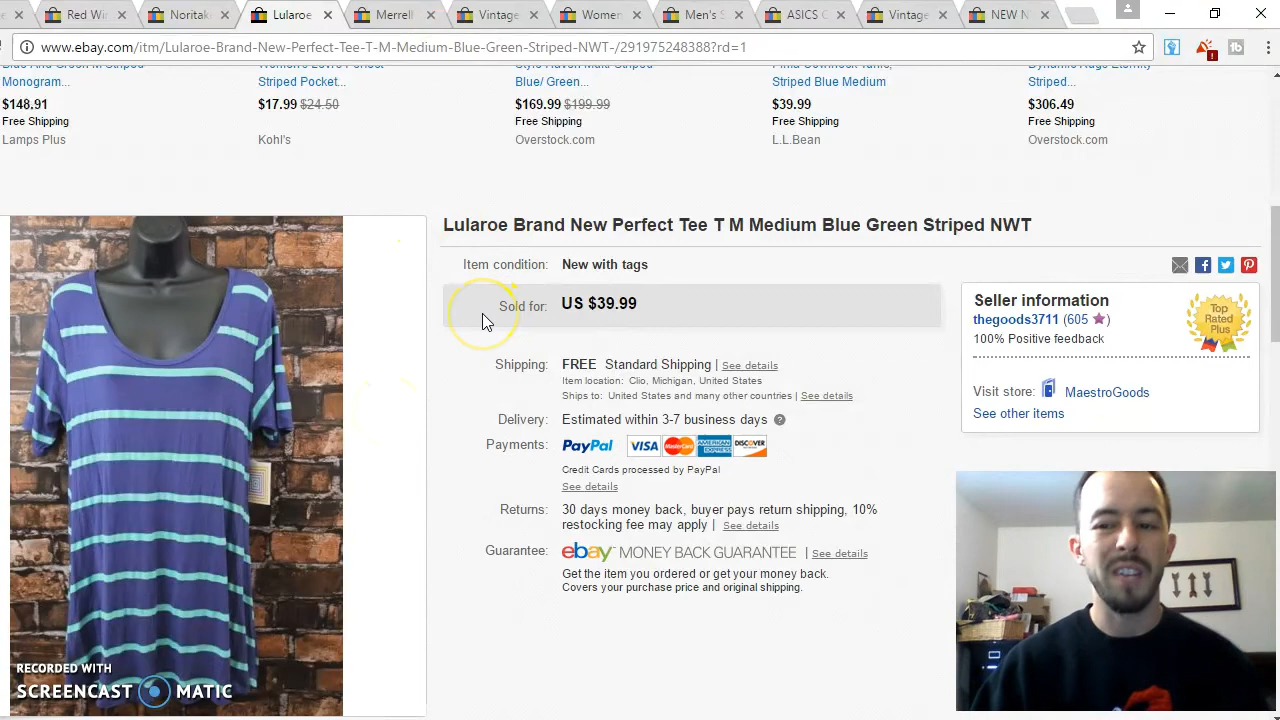 Red Wi
Noritak
Lularoe
Merrell
Vintage
Women
Men's S
ASICS C
Vintage
NEW N
www.ebay.com/itm/Lularoe-Brand-New-Perfect-Tee-T-M-Medium-Blue-Green-Striped-NWT-/291975248388?rd=1
Monogram...
Striped Pocket...
Blue/ Green...
Striped Blue Medium
Striped...
$148.91
$17.99 $24.50
$169.99 $199.99
$39.99
$306.49
Free Shipping
Free Shipping
Free Shipping
Free Shipping
Lamps Plus
Kohl's
Overstock.com
L.L.Bean
Overstock.com
Lularoe Brand New Perfect Tee T M Medium Blue Green Striped NWT
Item condition: New with tags
Sold for: US $39.99
Shipping: FREE Standard Shipping | See details
Item location: Clio, Michigan, United States
Ships to: United States and many other countries | See details
Delivery: Estimated within 3-7 business days
Payments: PayPal VISA MasterCard AMERICAN EXPRESS DISCOVER
Credit Cards processed by PayPal
See details
Returns: 30 days money back, buyer pays return shipping, 10%
restocking fee may apply | See details
Guarantee: ebay MONEY BACK GUARANTEE | See details
Get the item you ordered or get your money back.
Covers your purchase price and original shipping.
Seller information
thegoods3711 (605 )
100% Positive feedback
Top
Rated
Plus
Visit store: MaestroGoods
See other items
RECORDED WITH
SCREENCAST MATIC